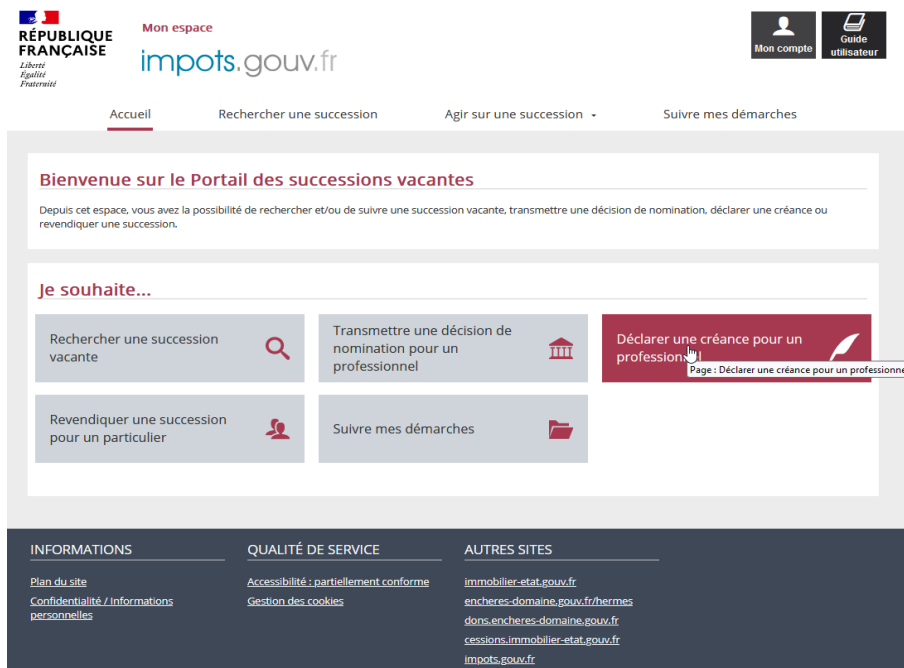 RÉPUBLIQUE
FRANÇAISE
Liberté
Égalité
Fraternité
Mon espace
impots.gouv.fr
Mon compte
Guide
utilisateur
Accueil
Rechercher une succession
Agir sur une succession
Suivre mes démarches
Bienvenue sur le Portail des successions vacantes
Depuis cet espace, vous avez la possibilité de rechercher et/ou de suivre une succession vacante, transmettre une décision de nomination, déclarer une créance ou
revendiquer une succession.
Je souhaite...
Rechercher une succession
vacante
Transmettre une décision de
nomination pour un
professionnel
Déclarer une créance pour un
professionnel
Page : Déclarer une créance pour un professionne
Revendiquer une succession
pour un particulier
Suivre mes démarches
INFORMATIONS
Plan du site
Confidentialité / Informations
personnelles
QUALITÉ DE SERVICE
Accessibilité : partiellement conforme
Gestion des cookies
AUTRES SITES
immobilier-etat.gouv.fr
encheres-domaine.gouv.fr/hermes
dons.encheres-domaine.gouv.fr
cessions.immobilier-etat.gouv.fr
impots.gouv.fr